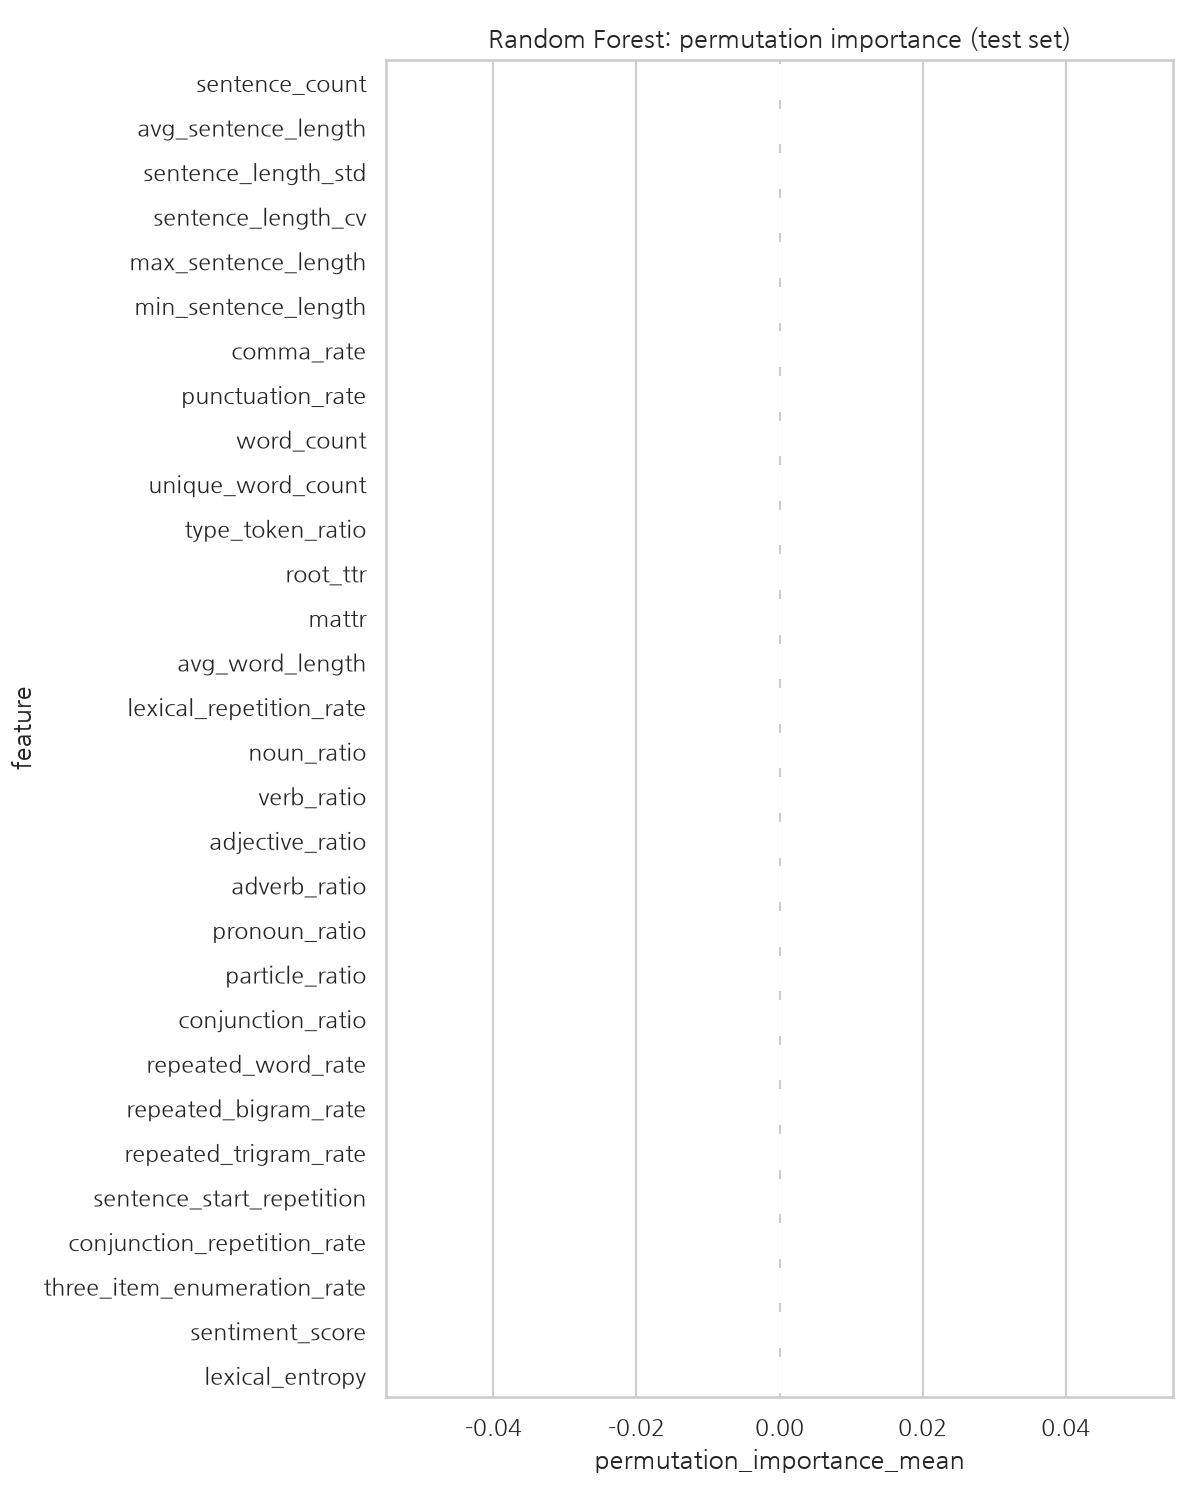 Random Forest: permutation importance (test set)
sentence_count
avg_sentence_length
sentence_length_std
sentence_length_cv
max_sentence_length
min_sentence_length
comma_rate
punctuation_rate
word_count
unique_word_count
type_token_ratio
root_ttr
mattr
avg_word_length
lexical_repetition_rate
noun_ratio
verb_ratio
adjective_ratio
adverb_ratio
pronoun_ratio
particle_ratio
conjunction_ratio
repeated_word_rate
repeated_bigram_rate
repeated_trigram_rate
sentence_start_repetition
conjunction_repetition_rate
three_item_enumeration_rate
sentiment_score
lexical_entropy
feature
-0.04 -0.02 0.00 0.02 0.04
permutation_importance_mean